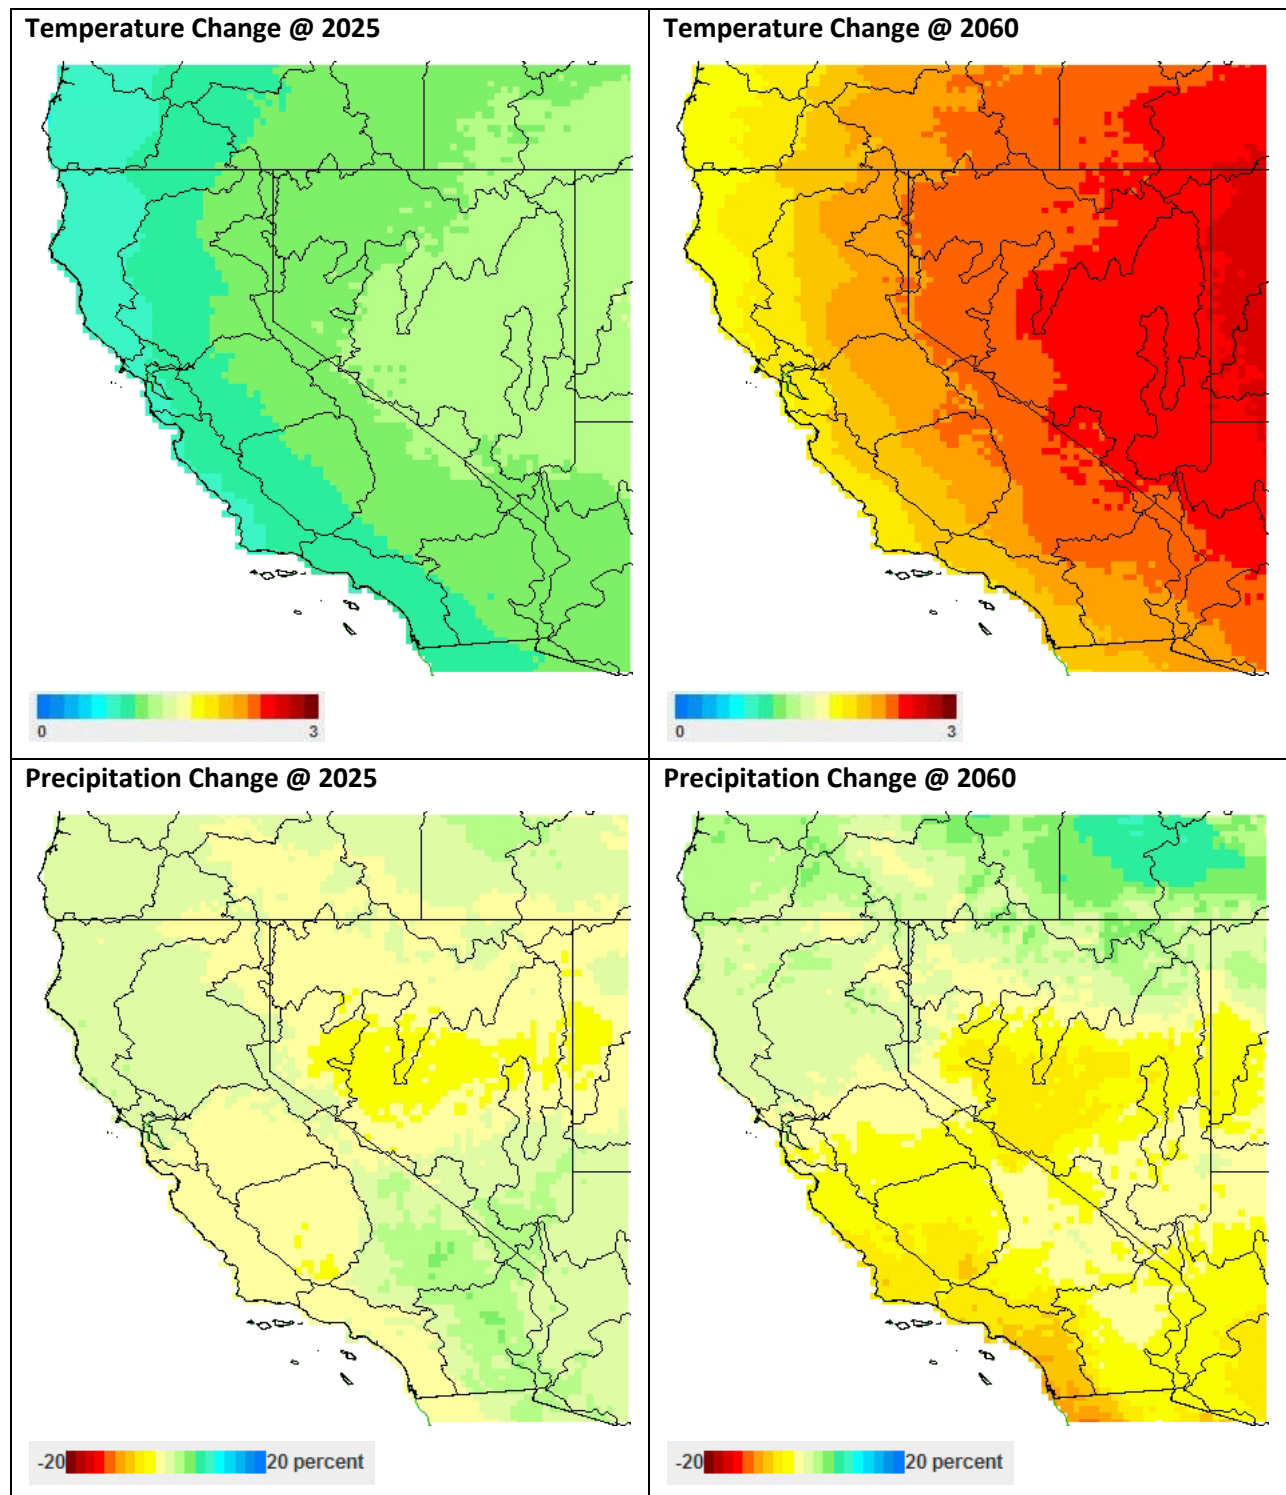 Temperature Change @ 2025
Temperature Change @ 2060
0 3
0 3
Precipitation Change @ 2025
Precipitation Change @ 2060
-20 20 percent
-20 20 percent